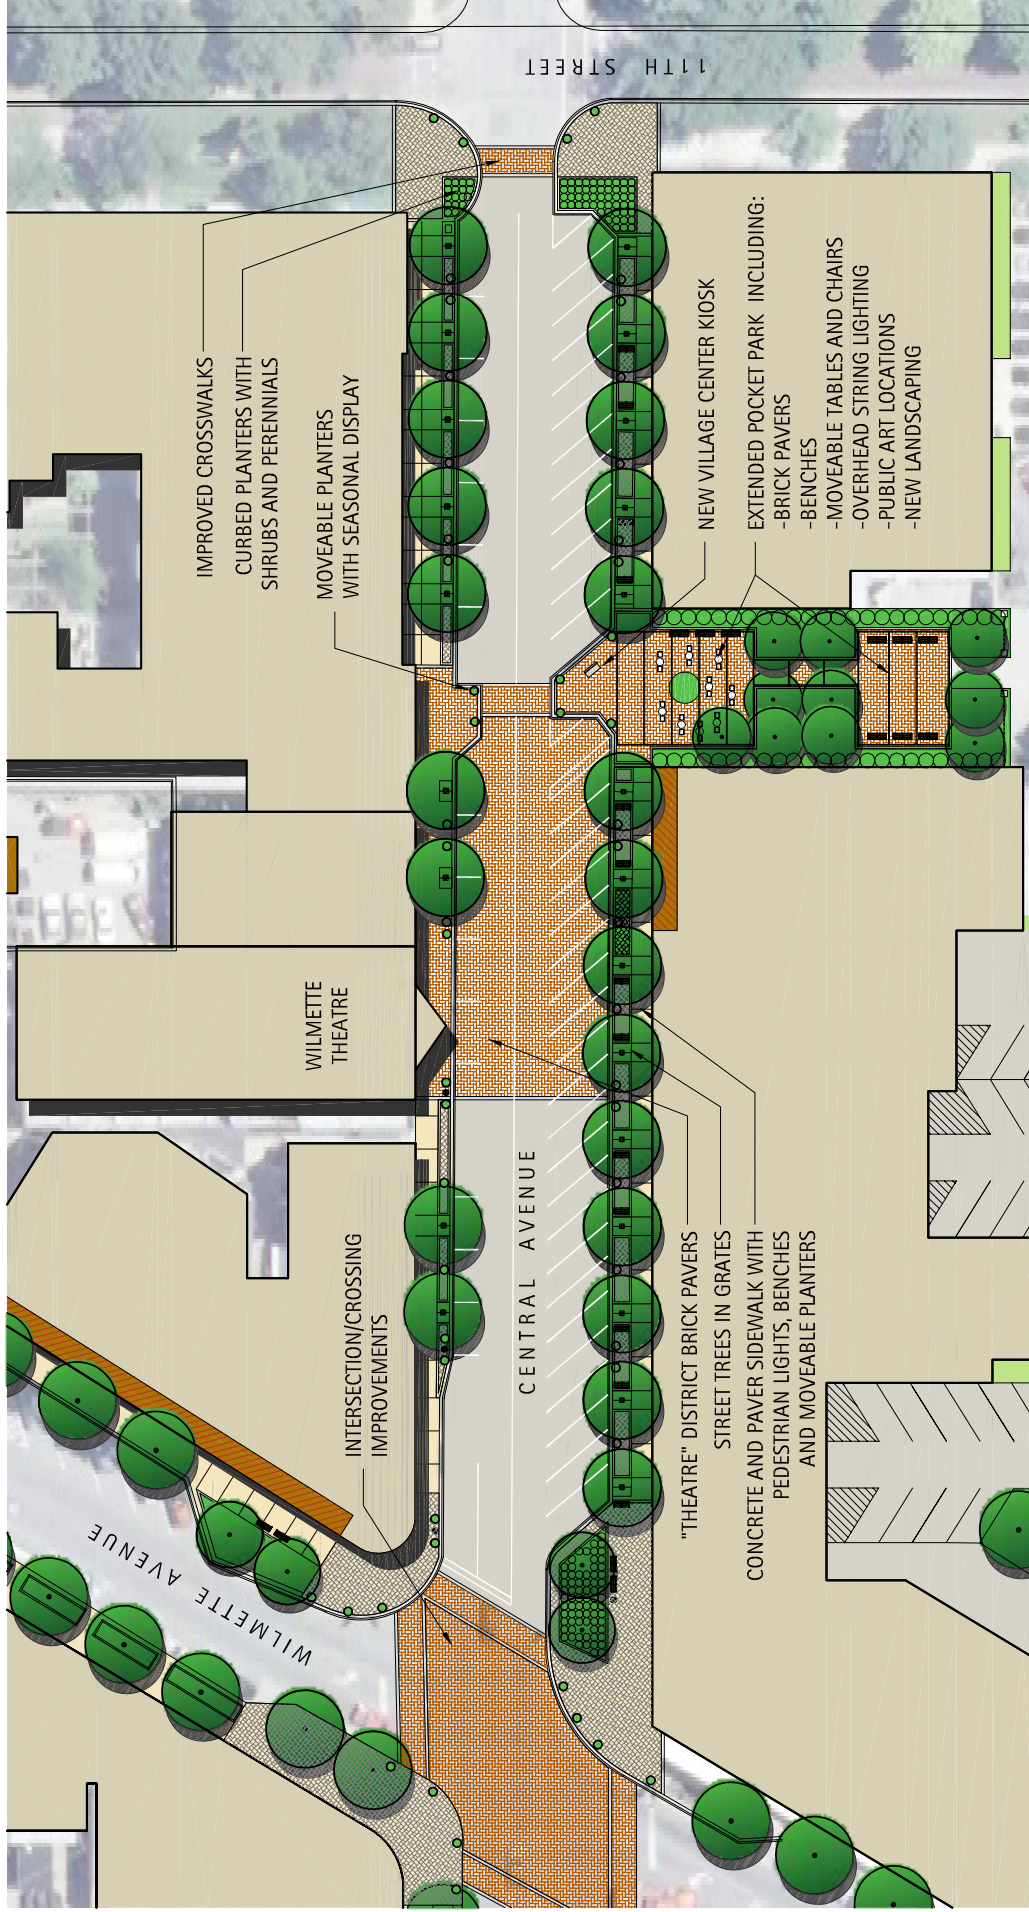 11TH STREET
IMPROVED CROSSWALKS
CURBED PLANTERS WITH
SHRUBS AND PERENNIALS
MOVEABLE PLANTERS
WITH SEASONAL DISPLAY
NEW VILLAGE CENTER KIOSK
EXTENDED POCKET PARK INCLUDING:
-BRICK PAVERS
-BENCHES
-MOVEABLE TABLES AND CHAIRS
-OVERHEAD STRING LIGHTING
-PUBLIC ART LOCATIONS
-NEW LANDSCAPING
WILMETTE
THEATRE
CENTRAL AVENUE
INTERSECTION/CROSSING
IMPROVEMENTS
"THEATRE" DISTRICT BRICK PAVERS
STREET TREES IN GRATES
CONCRETE AND PAVER SIDEWALK WITH
PEDESTRIAN LIGHTS, BENCHES
AND MOVEABLE PLANTERS
WILMETTE AVENUE